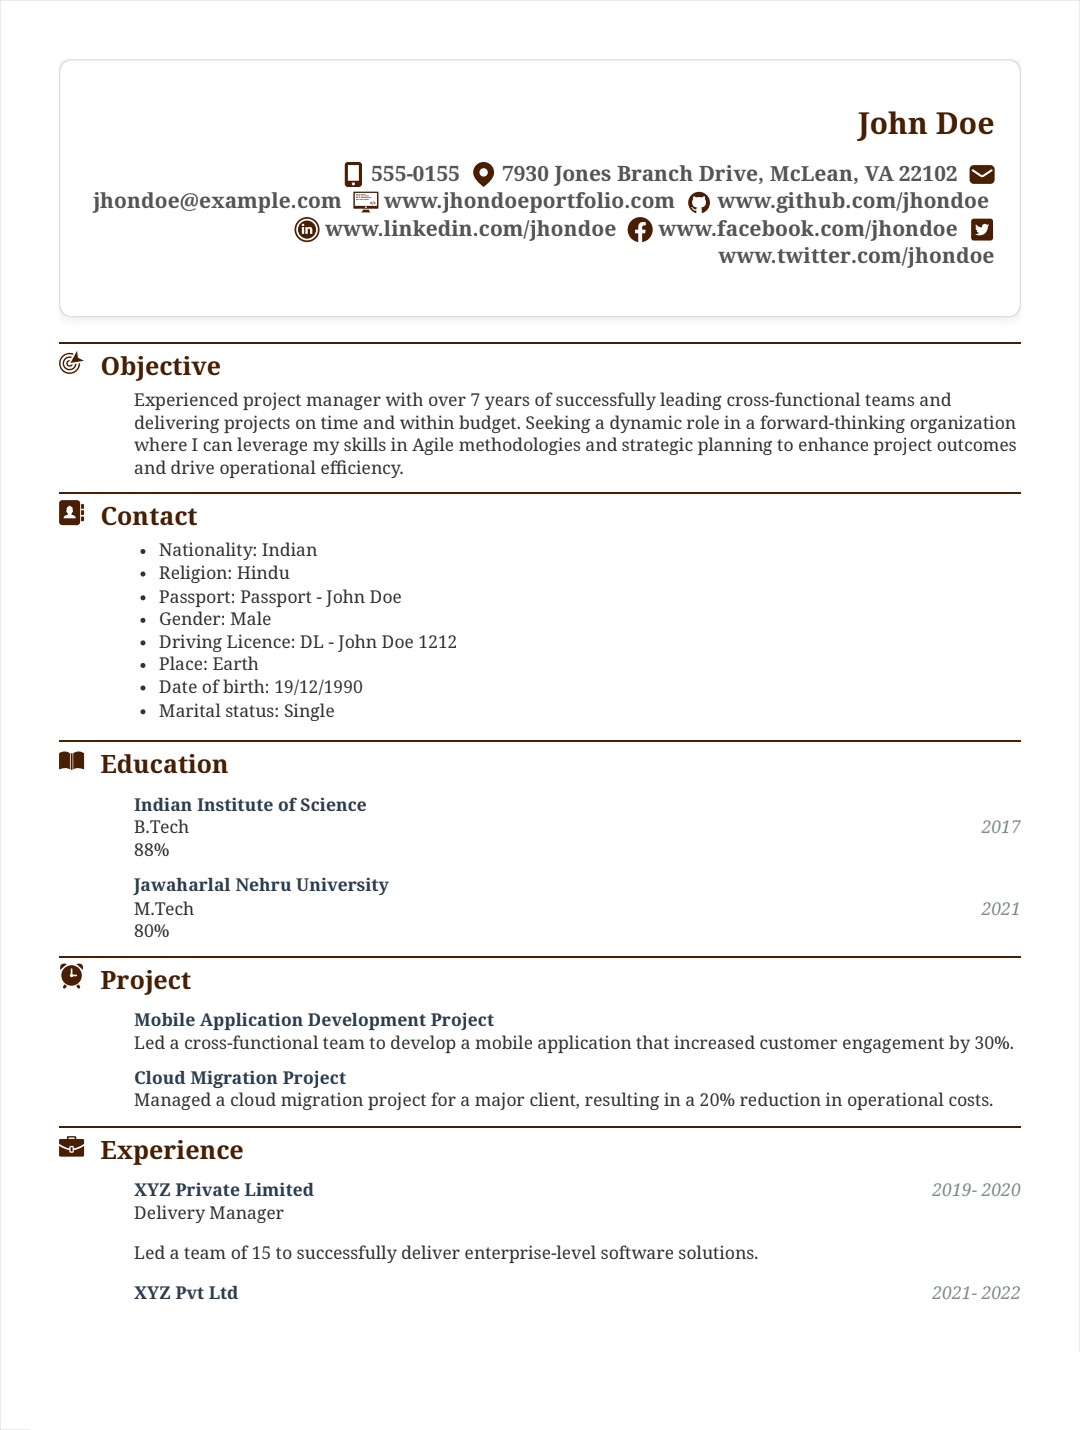 John Doe
555-0155 7930 Jones Branch Drive, McLean, VA 22102
jhondoe@example.com www.jhondoeportfolio.com www.github.com/jhondoe
www.linkedin.com/jhondoe www.facebook.com/jhondoe
www.twitter.com/jhondoe
Objective
Experienced project manager with over 7 years of successfully leading cross-functional teams and
delivering projects on time and within budget. Seeking a dynamic role in a forward-thinking organization
where I can leverage my skills in Agile methodologies and strategic planning to enhance project outcomes
and drive operational efficiency.
Contact
• Nationality: Indian
• Religion: Hindu
• Passport: Passport - John Doe
• Gender: Male
• Driving Licence: DL - John Doe 1212
• Place: Earth
• Date of birth: 19/12/1990
• Marital status: Single
Education
Indian Institute of Science
B.Tech 2017
88%
Jawaharlal Nehru University
M.Tech 2021
80%
Project
Mobile Application Development Project
Led a cross-functional team to develop a mobile application that increased customer engagement by 30%.
Cloud Migration Project
Managed a cloud migration project for a major client, resulting in a 20% reduction in operational costs.
Experience
XYZ Private Limited 2019- 2020
Delivery Manager
Led a team of 15 to successfully deliver enterprise-level software solutions.
XYZ Pvt Ltd 2021- 2022